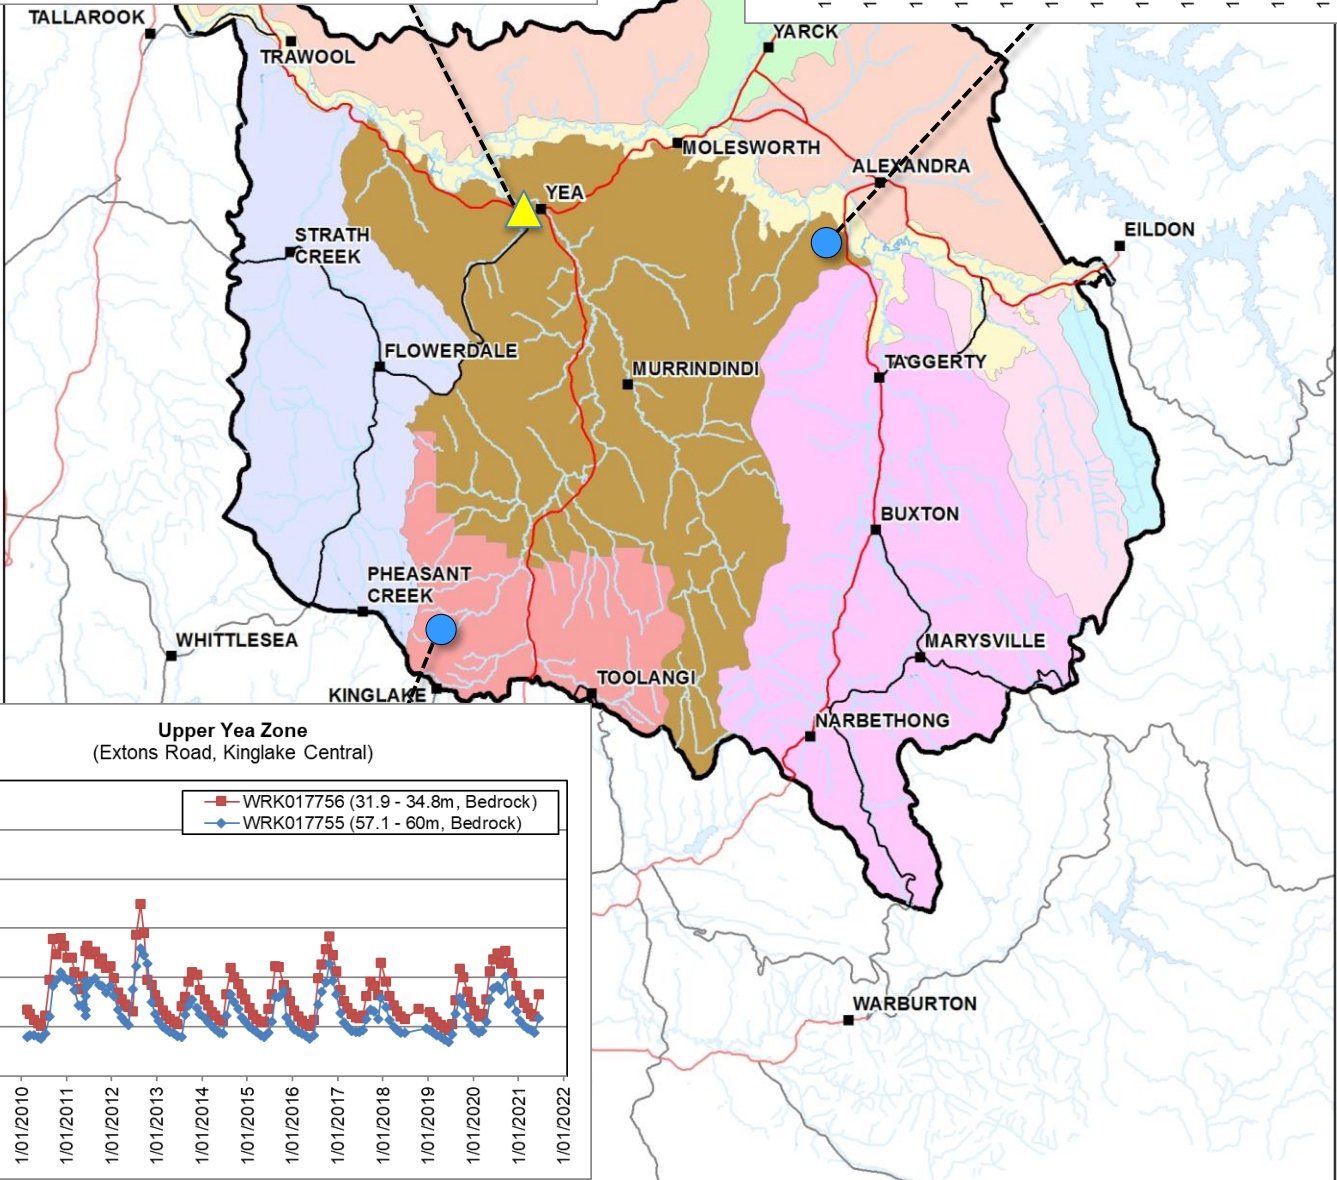 TALLAROOK
TRAWOOL
YARCK
MOLESWORTH
ALEXANDRA
YEA
EILDON
STRATH
CREEK
FLOWERDALE
MURRINDINDI
TAGGERTY
BUXTON
PHEASANT
CREEK
WHITTLESEA
MARYSVILLE
KINGLAKE
TOOLANGI
NARBETHONG
WARBURTON
Upper Yea Zone
(Extons Road, Kinglake Central)
WRK017756 (31.9 - 34.8m, Bedrock)
WRK017755 (57.1 - 60m, Bedrock)
1/01/2010
1/01/2011
1/01/2012
1/01/2013
1/01/2014
1/01/2015
1/01/2016
1/01/2017
1/01/2018
1/01/2019
1/01/2020
1/01/2021
1/01/2022